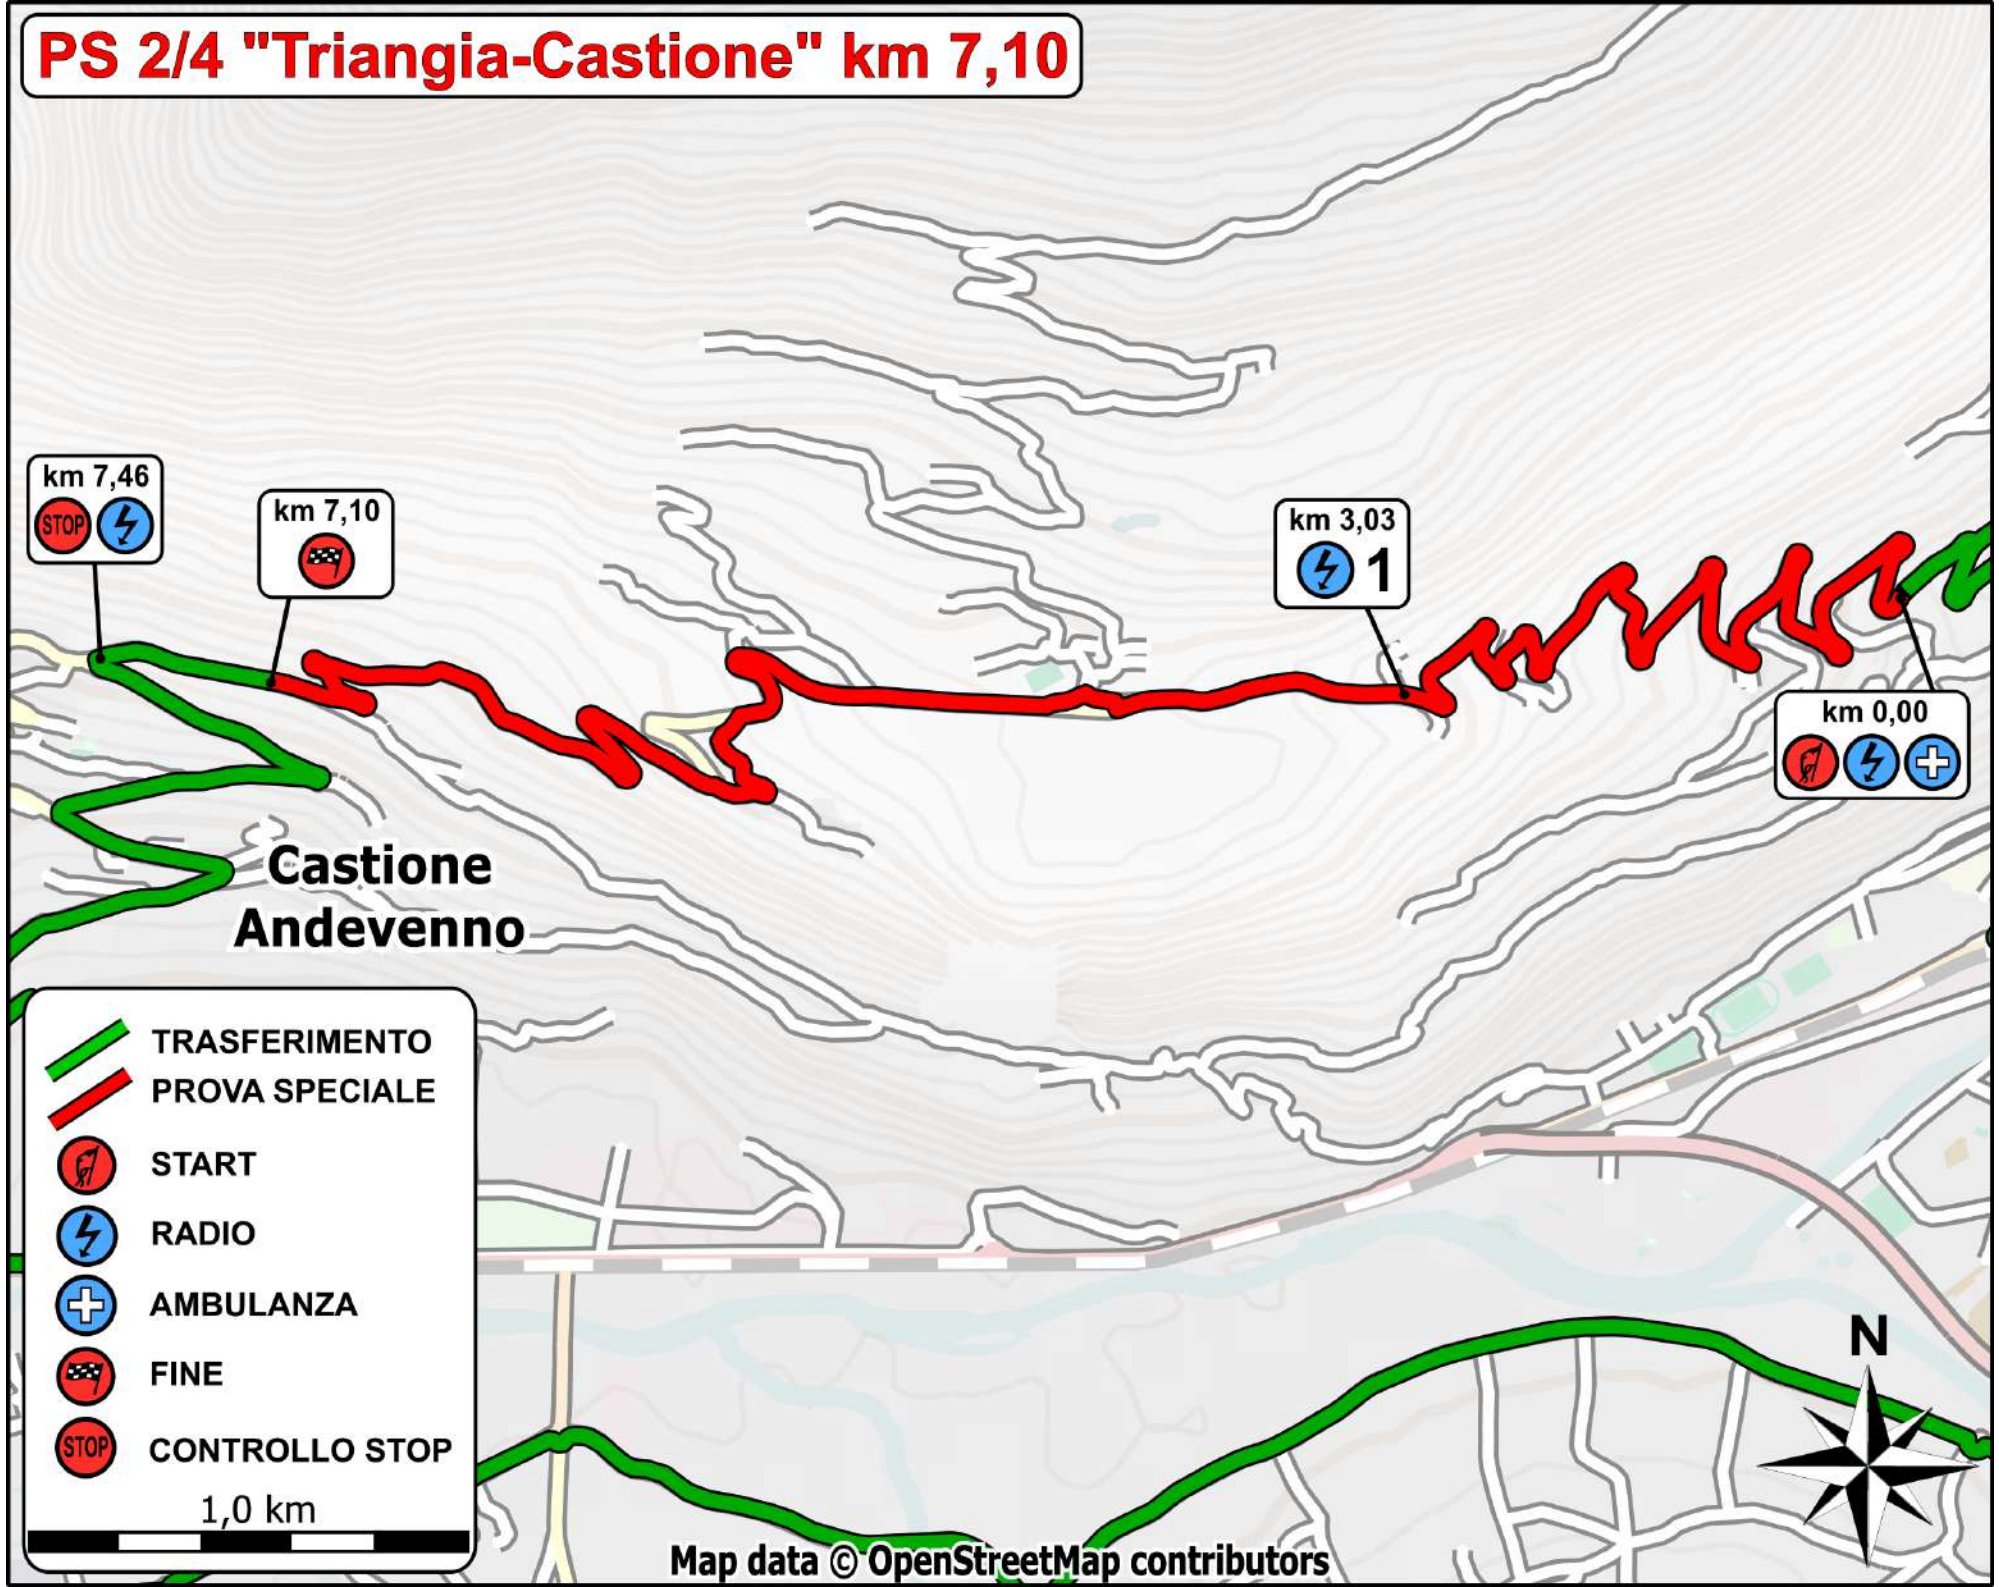 PS 2/4 "Triangia-Castione" km 7,10
km 7,46
STOP
km 7,10
km 3,03
1
km 0,00
Castione
Andevenno
TRASFERIMENTO
PROVA SPECIALE
START
RADIO
AMBULANZA
FINE
STOP CONTROLLO STOP
1,0 km
N
Map data © OpenStreetMap contributors